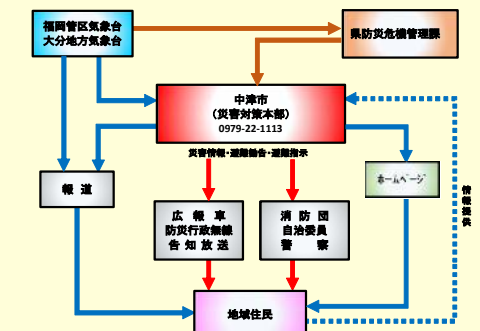 福岡管区気象台
大分地方気象台
県防災危機管理課
中津市
(災害対策本部)
0979-22-1113
災害情報・避難勧告・避難指示
報 道
広 報 車
防災行政無線
告 知 放 送
消 防 団
自治委員
警 察
ホームページ
情報提供
地域住民